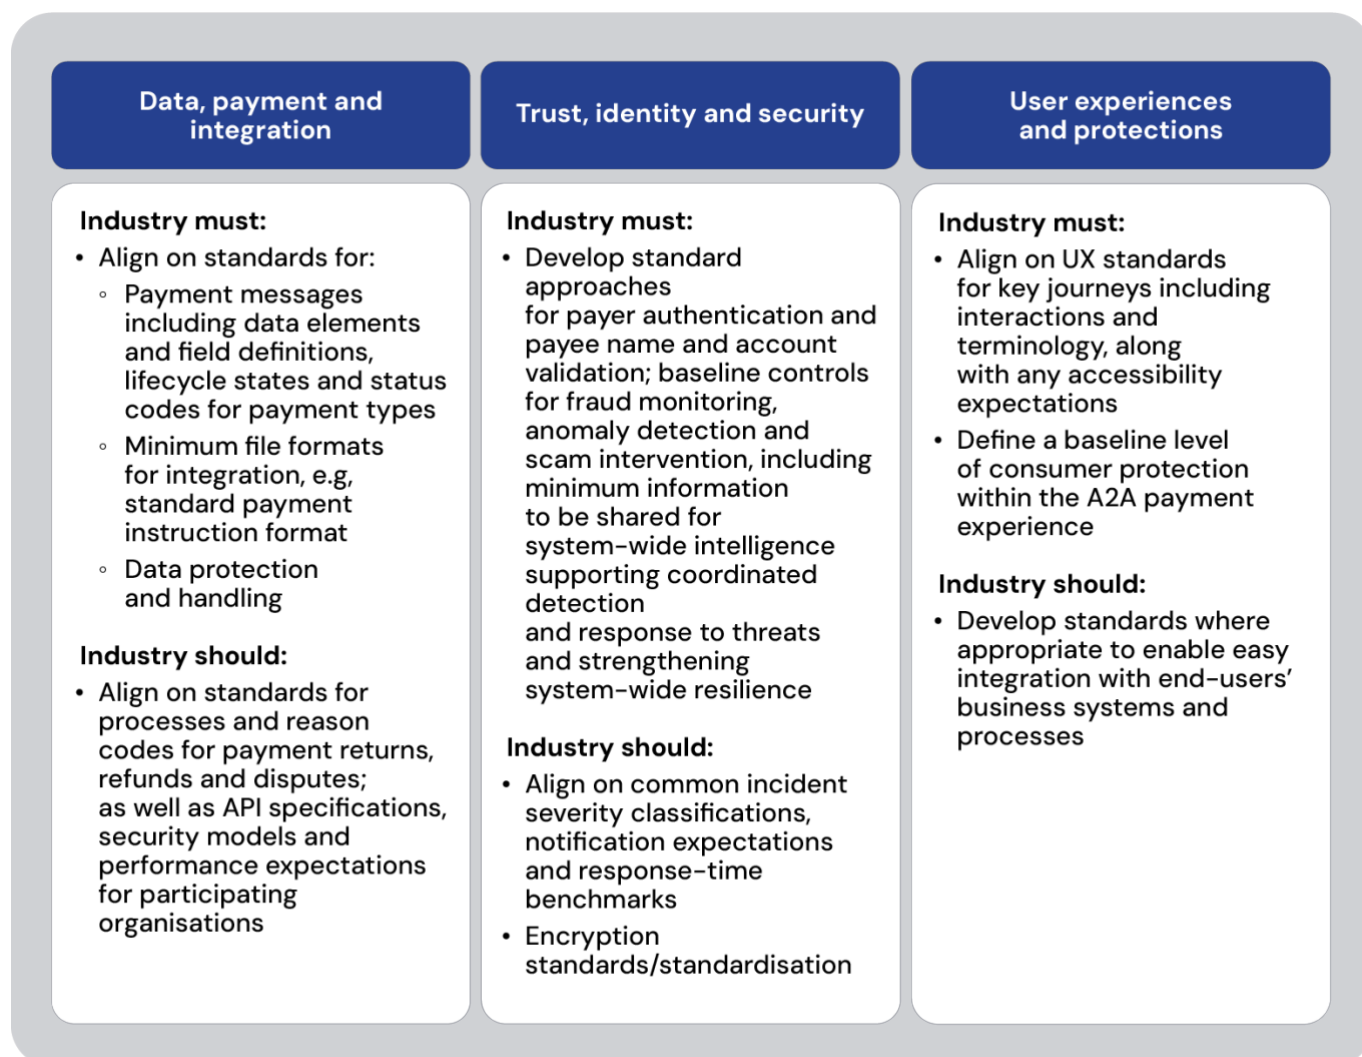 Data, payment and
integration
Industry must:
• Align on standards for:
◦ Payment messages
including data elements
and field definitions,
lifecycle states and status
codes for payment types
◦ Minimum file formats
for integration, e.g,
standard payment
instruction format
◦ Data protection
and handling
Industry should:
• Align on standards for
processes and reason
codes for payment returns,
refunds and disputes;
as well as API specifications,
security models and
performance expectations
for participating
organisations
Trust, identity and security
Industry must:
• Develop standard
approaches
for payer authentication and
payee name and account
validation; baseline controls
for fraud monitoring,
anomaly detection and
scam intervention, including
minimum information
to be shared for
system-wide intelligence
supporting coordinated
detection
and response to threats
and strengthening
system-wide resilience
Industry should:
• Align on common incident
severity classifications,
notification expectations
and response-time
benchmarks
• Encryption
standards/standardisation
User experiences
and protections
Industry must:
• Align on UX standards
for key journeys including
interactions and
terminology, along
with any accessibility
expectations
• Define a baseline level
of consumer protection
within the A2A payment
experience
Industry should:
• Develop standards where
appropriate to enable easy
integration with end-users’
business systems and
processes